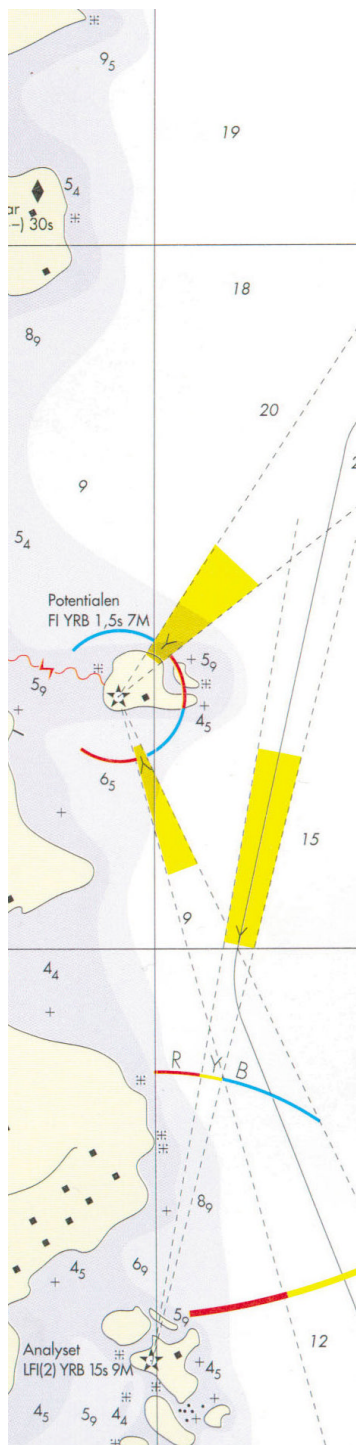 9₅
19
5₄
ar
–) 30s
18
8₉
20
9
5₄
Potentialen
Fl YRB 1,5s 7M
Y
5₉
5₉
4₅
6₅
Y
15
9
Y
4₄
R Y B
8₉
6₉
4₅
5₉
12
Analyset
LFl(2) YRB 15s 9M
4₅
4₅
5₉
4₄